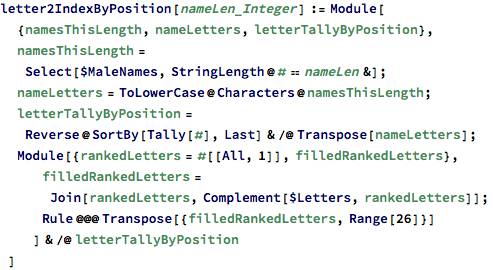 letter2IndexByPosition[nameLen_Integer] := Module[
{namesThisLength, nameLetters, letterTallyByPosition},
namesThisLength =
Select[$MaleNames, StringLength@# == nameLen &];
nameLetters = ToLowerCase@Characters@namesThisLength;
letterTallyByPosition =
Reverse@SortBy[Tally[#], Last] & /@ Transpose[nameLetters];
Module[{rankedLetters = #[[All, 1]], filledRankedLetters},
filledRankedLetters =
Join[rankedLetters, Complement[$Letters, rankedLetters]];
Rule @@@ Transpose[{filledRankedLetters, Range[26]}]
] & /@ letterTallyByPosition
]